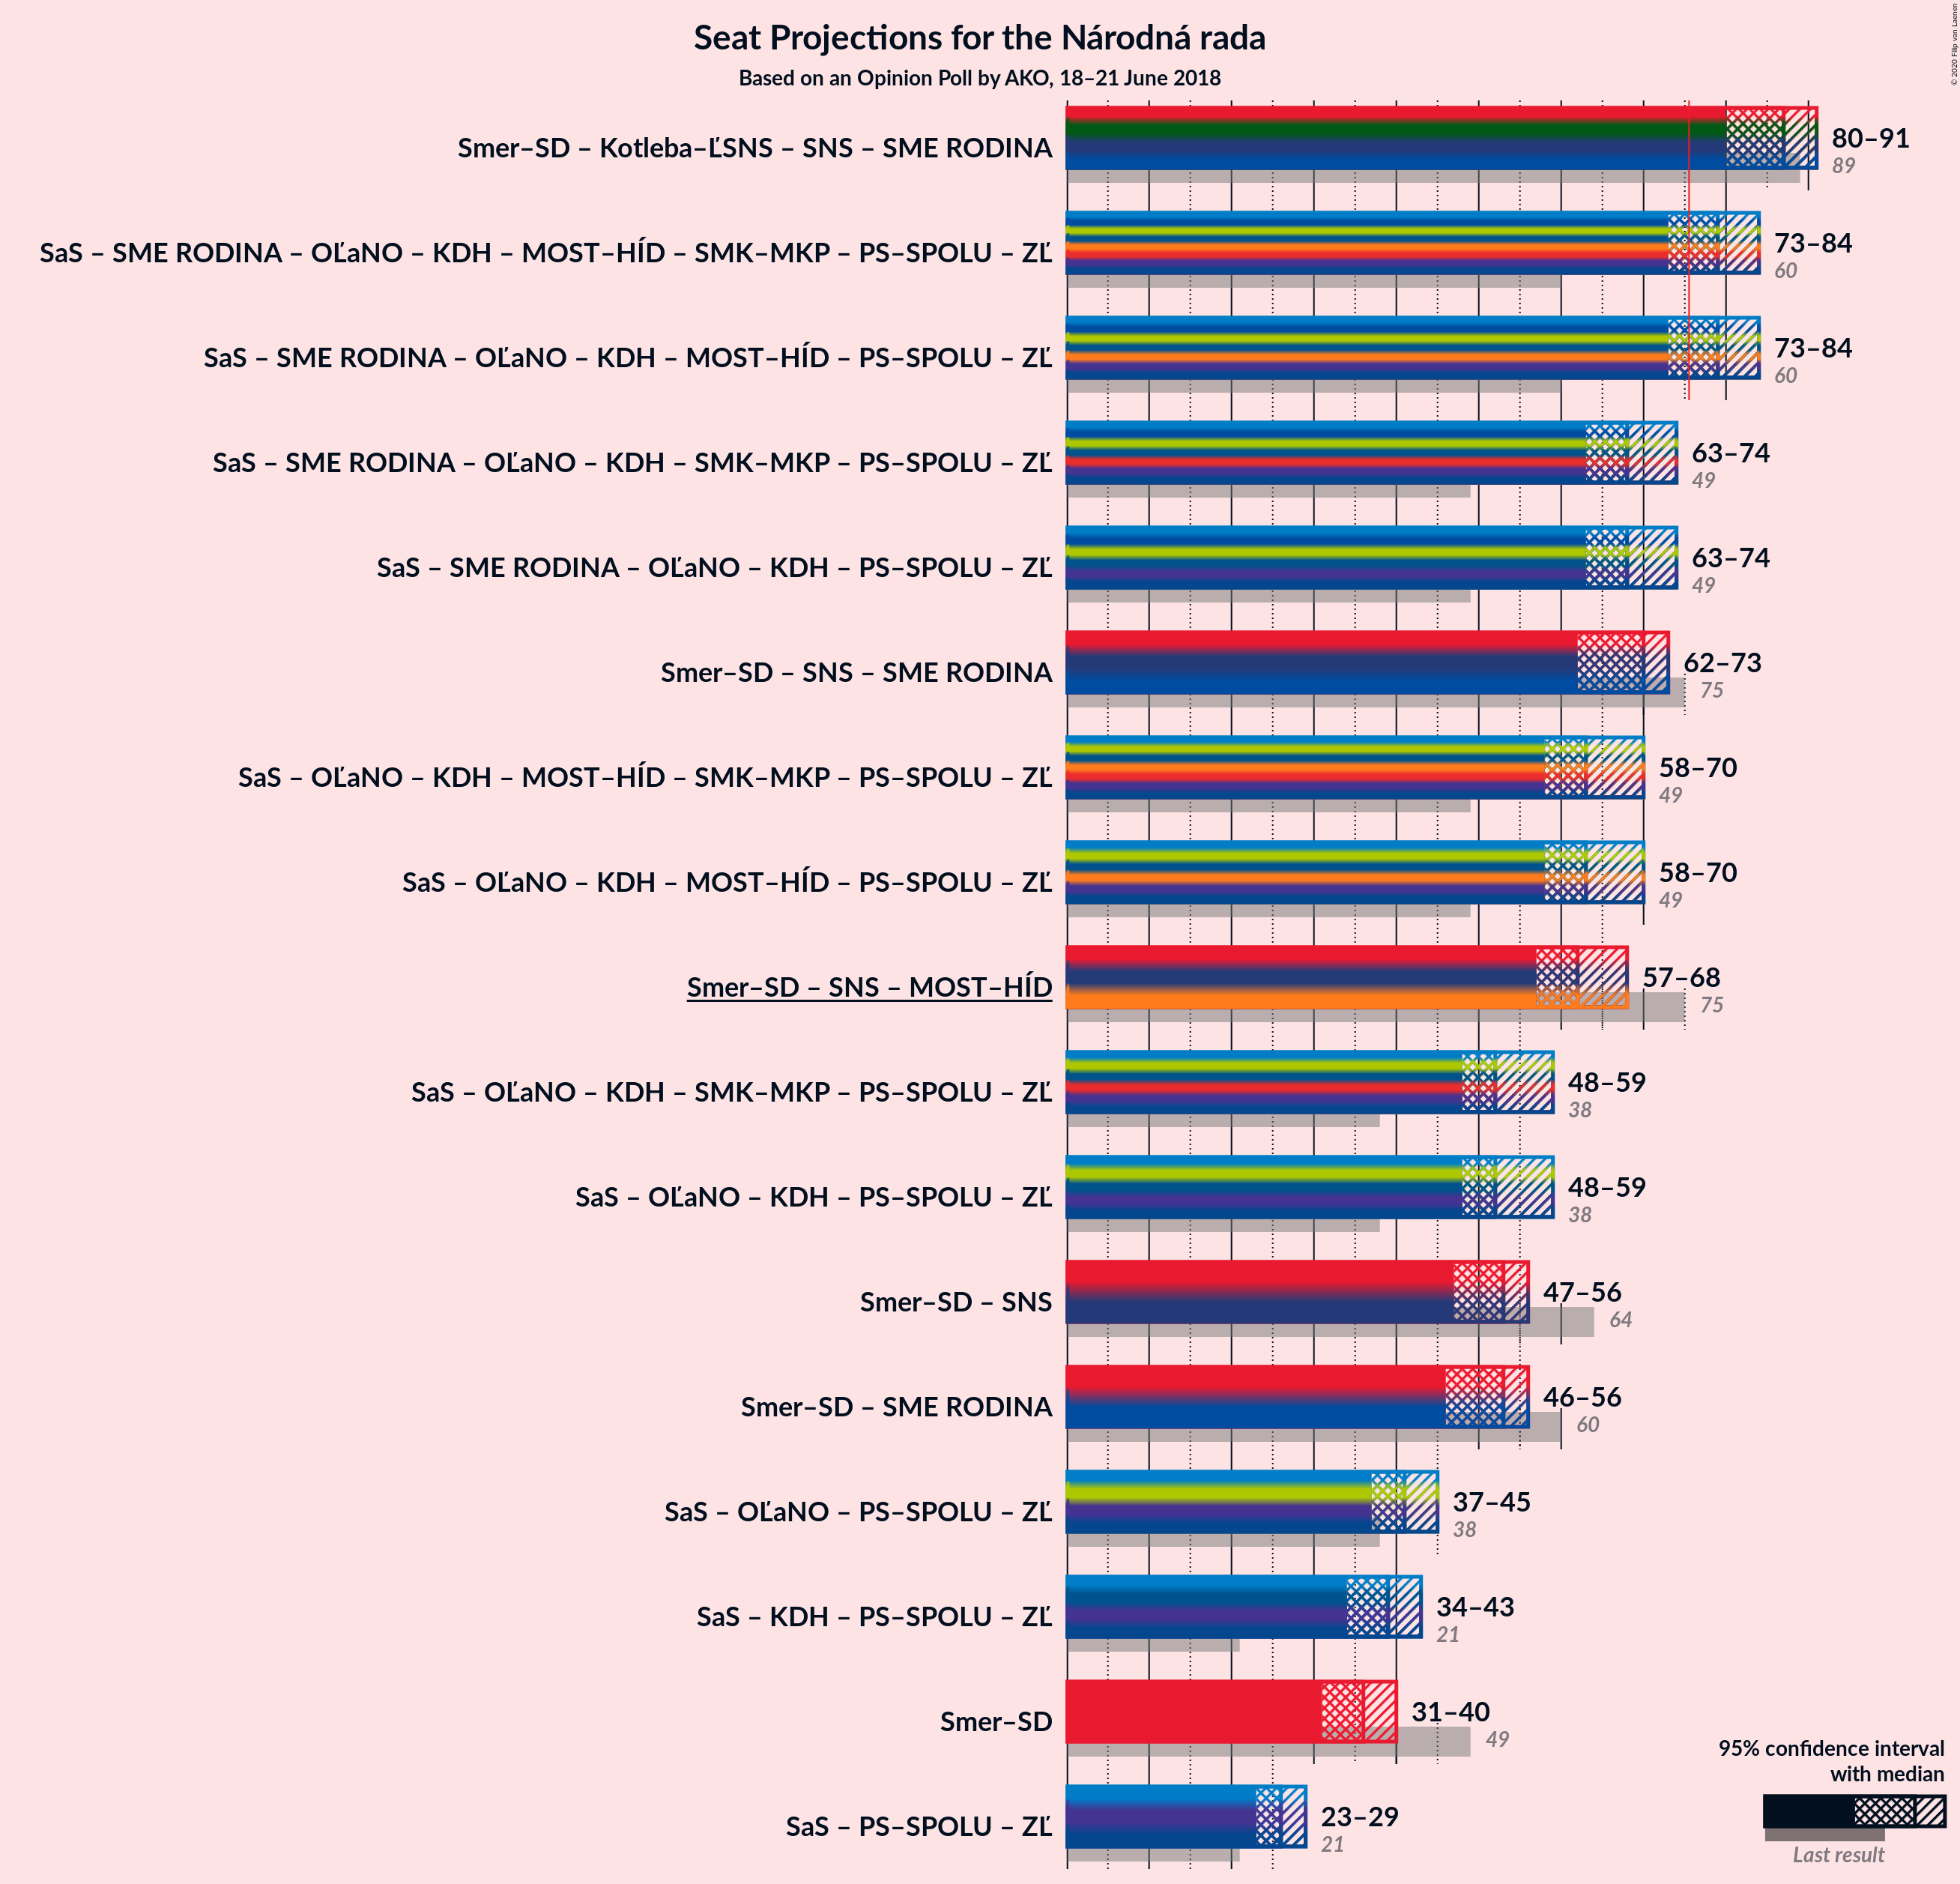 Seat Projections for the Národná rada
Based on an Opinion Poll by AKO, 18–21 June 2018
© 2020 Filip van Laenen
Smer–SD – Kotleba–ĽSNS – SNS – SME RODINA
80–91
89
SaS – SME RODINA – OĽaNO – KDH – MOST–HÍD – SMK–MKP – PS–SPOLU – ZĽ
73–84
60
SaS – SME RODINA – OĽaNO – KDH – MOST–HÍD – PS–SPOLU – ZĽ
73–84
60
SaS – SME RODINA – OĽaNO – KDH – SMK–MKP – PS–SPOLU – ZĽ
63–74
49
SaS – SME RODINA – OĽaNO – KDH – PS–SPOLU – ZĽ
63–74
49
Smer–SD – SNS – SME RODINA
62–73
75
SaS – OĽaNO – KDH – MOST–HÍD – SMK–MKP – PS–SPOLU – ZĽ
58–70
49
SaS – OĽaNO – KDH – MOST–HÍD – PS–SPOLU – ZĽ
58–70
49
Smer–SD – SNS – MOST–HÍD
57–68
75
SaS – OĽaNO – KDH – SMK–MKP – PS–SPOLU – ZĽ
48–59
38
SaS – OĽaNO – KDH – PS–SPOLU – ZĽ
48–59
38
Smer–SD – SNS
47–56
64
Smer–SD – SME RODINA
46–56
60
SaS – OĽaNO – PS–SPOLU – ZĽ
37–45
38
SaS – KDH – PS–SPOLU – ZĽ
34–43
21
Smer–SD
31–40
49
SaS – PS–SPOLU – ZĽ
23–29
21
95% confidence interval
with median
Last result